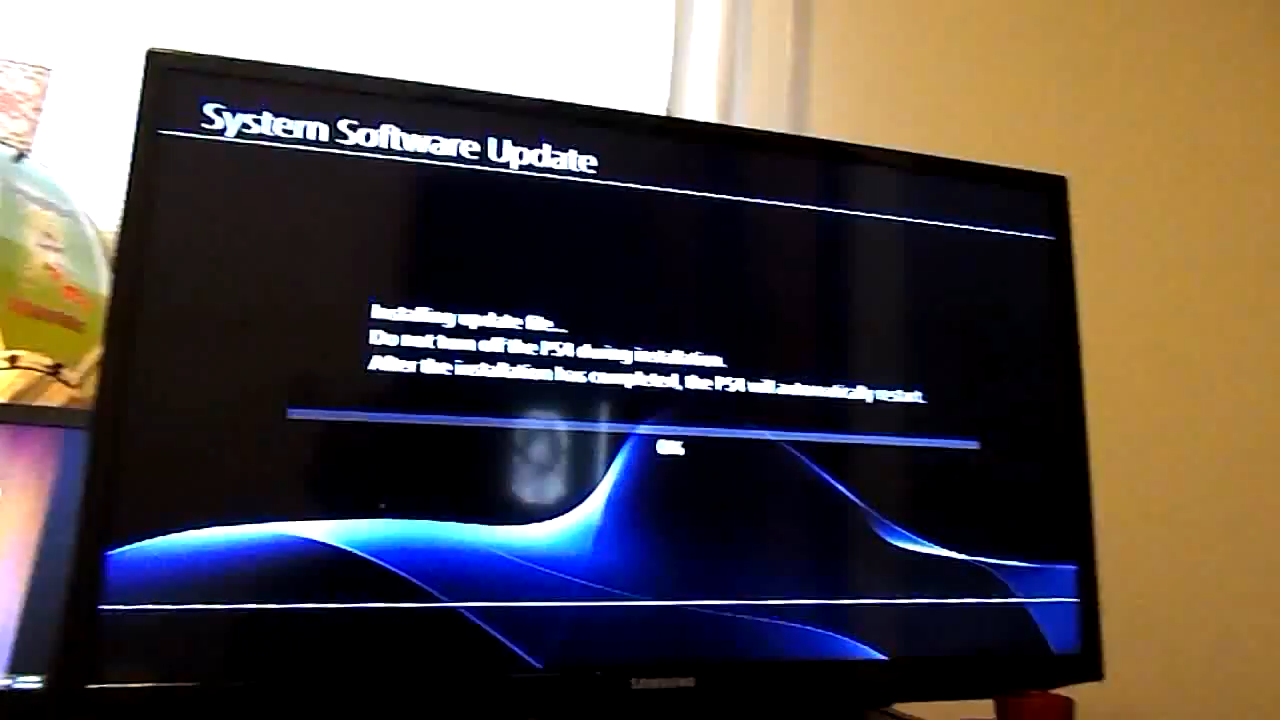 System Software Update
Installing update file...
Do not turn off the PS4 during installation.
After the installation has completed, the PS4 will automatically restart.
0%
SAMSUNG